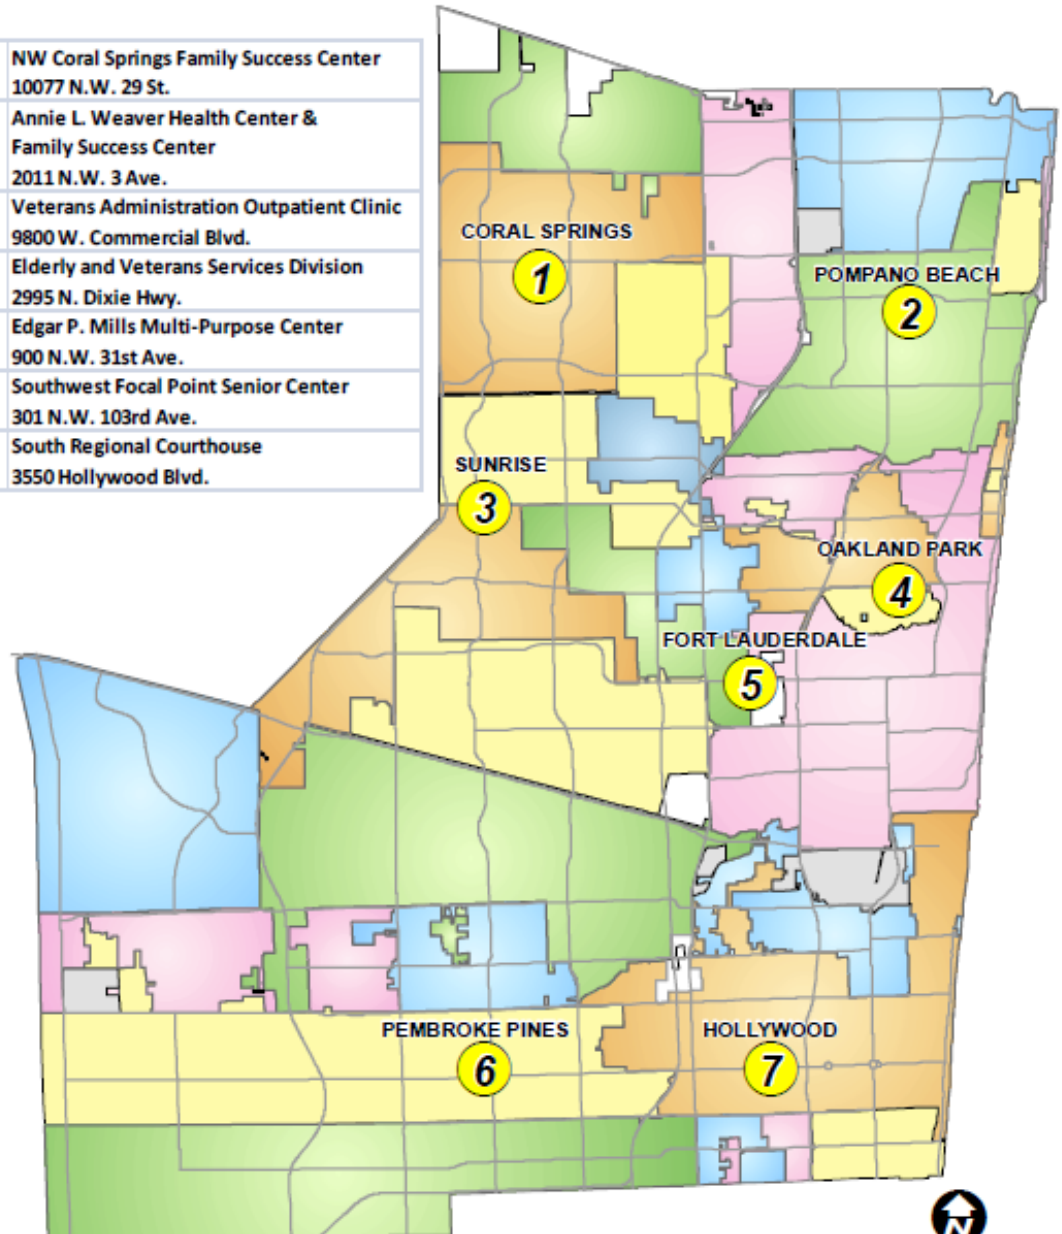 NW Coral Springs Family Success Center
10077 N.W. 29 St.
Annie L. Weaver Health Center &
Family Success Center
2011 N.W. 3 Ave.
Veterans Administration Outpatient Clinic
9800 W. Commercial Blvd.
Elderly and Veterans Services Division
2995 N. Dixie Hwy.
Edgar P. Mills Multi-Purpose Center
900 N.W. 31st Ave.
Southwest Focal Point Senior Center
301 N.W. 103rd Ave.
South Regional Courthouse
3550 Hollywood Blvd.
CORAL SPRINGS
1
POMPANO BEACH
2
SUNRISE
3
OAKLAND PARK
4
FORT LAUDERDALE
5
PEMBROKE PINES
6
HOLLYWOOD
7
N